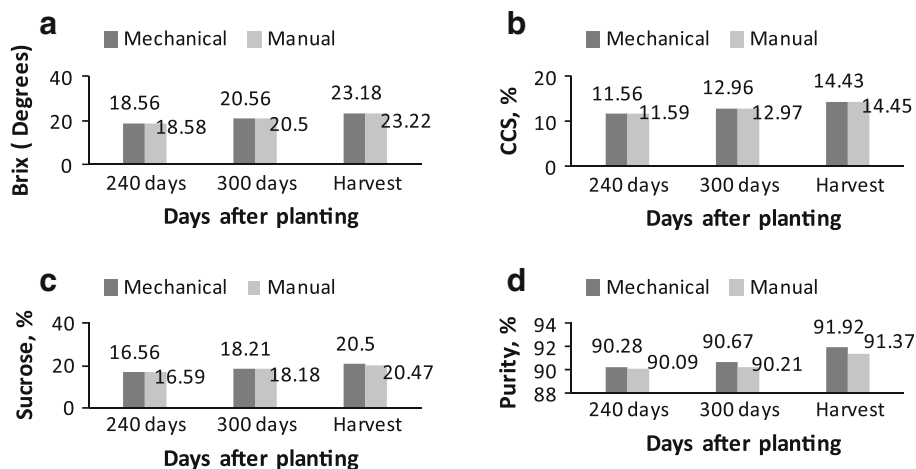 a
Mechanical Manual
Brix ( Degrees)
40
20
0
18.56 18.58
20.56 20.5
23.18 23.22
240 days 300 days Harvest
Days after planting
b
Mechanical Manual
CCS, %
20
10
0
11.56 11.59
12.96 12.97
14.43 14.45
240 days 300 days Harvest
Days after planting
c
Mechanical Manual
Sucrose, %
40
20
0
16.56 16.59
18.21 18.18
20.5 20.47
240 days 300 days Harvest
Days after planting
d
Mechanical Manual
Purity, %
94
92
90
88
90.28 90.09
90.67 90.21
91.92 91.37
240 days 300 days Harvest
Days after planting